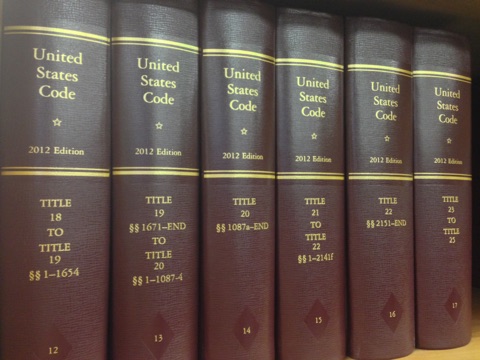 United
States
Code
2012 Edition
TITLE
18
TO
TITLE
19
§§ 1–1654
12
United
States
Code
2012 Edition
TITLE
19
§§ 1671–END
TO
TITLE
20
§§ 1–1087-4
13
United
States
Code
2012 Edition
TITLE
20
§§ 1087a–END
14
United
States
Code
2012 Edition
TITLE
21
TO
TITLE
22
§§ 1–2141f
15
United
States
Code
2012 Edition
TITLE
22
§§ 2151–END
16
United
States
Code
2012 Edition
TITLE
23
TO
TITLE
25
17